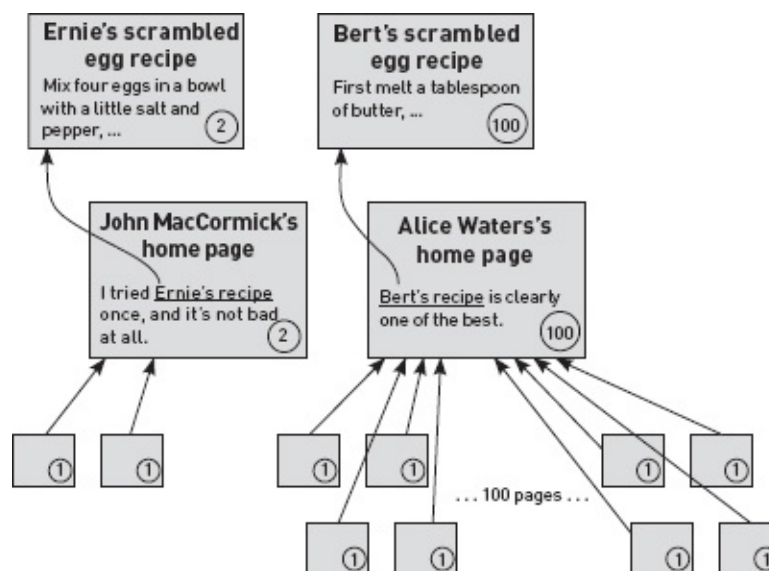 Ernie's scrambled
egg recipe
Mix four eggs in a bowl
with a little salt and
pepper, ...
2
Bert's scrambled
egg recipe
First melt a tablespoon
of butter, ...
100
John MacCormick's
home page
I tried Ernie's recipe
once, and it's not bad
at all.
2
Alice Waters's
home page
Bert's recipe is clearly
one of the best.
100
1
1
1
1
1
1
... 100 pages ...
1
1
1
1